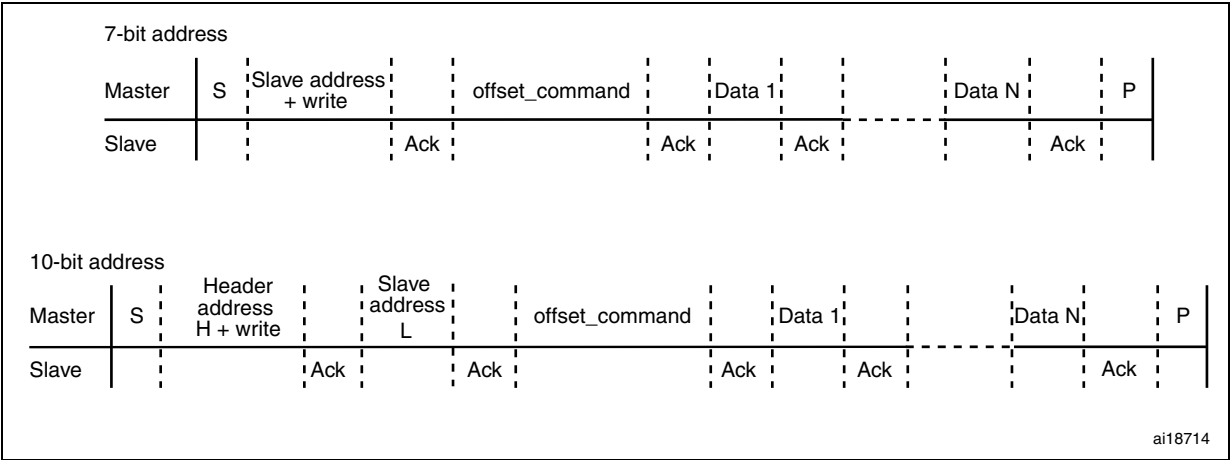 7-bit address
Master S Slave address + write offset_command Data 1 Data N P
Slave Ack Ack Ack Ack
10-bit address
Master S Header address H + write Slave address L offset_command Data 1 Data N P
Slave Ack Ack Ack Ack Ack
ai18714